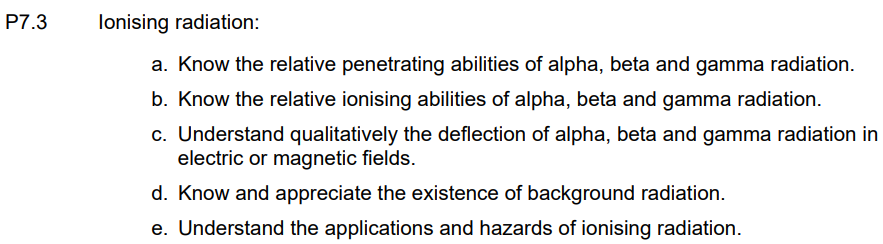 P7.3 Ionising radiation:
a. Know the relative penetrating abilities of alpha, beta and gamma radiation.
b. Know the relative ionising abilities of alpha, beta and gamma radiation.
c. Understand qualitatively the deflection of alpha, beta and gamma radiation in
electric or magnetic fields.
d. Know and appreciate the existence of background radiation.
e. Understand the applications and hazards of ionising radiation.